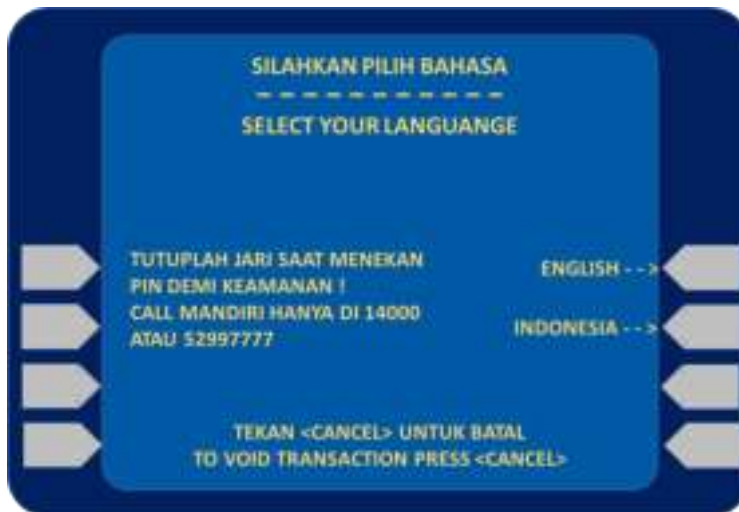 SILAHKAN PILIH BAHASA
- - - - - - - - - - -
SELECT YOUR LANGUANGE
TUTUPLAH JARI SAAT MENEKAN
PIN DEMI KEAMANAN !
CALL MANDIRI HANYA DI 14000
ATAU 52997777
ENGLISH - - >
INDONESIA - - >
TEKAN <CANCEL> UNTUK BATAL
TO VOID TRANSACTION PRESS <CANCEL>